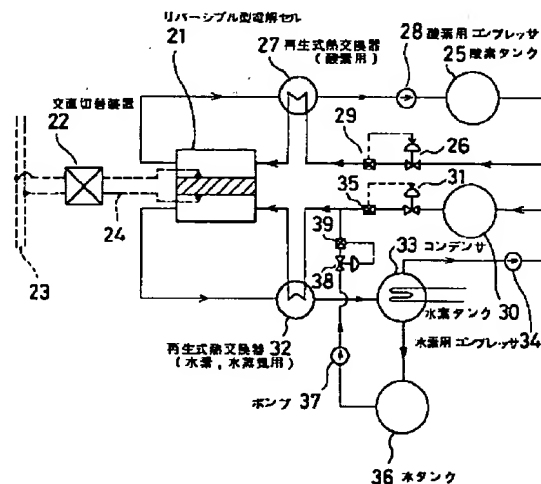 リバーシブル型電解セル
21
27 再生式熱交換器
(酸素用)
28 酸素用コンプレッサ
25 酸素タンク
交直切替装置
22
29
26
24
35
31
23
39
33 コンデンサ
38
30
水素タンク
34
再生式熱交換器 32
(水素,水蒸気用)
水素用コンプレッサ
ポンプ 37
36 水タンク